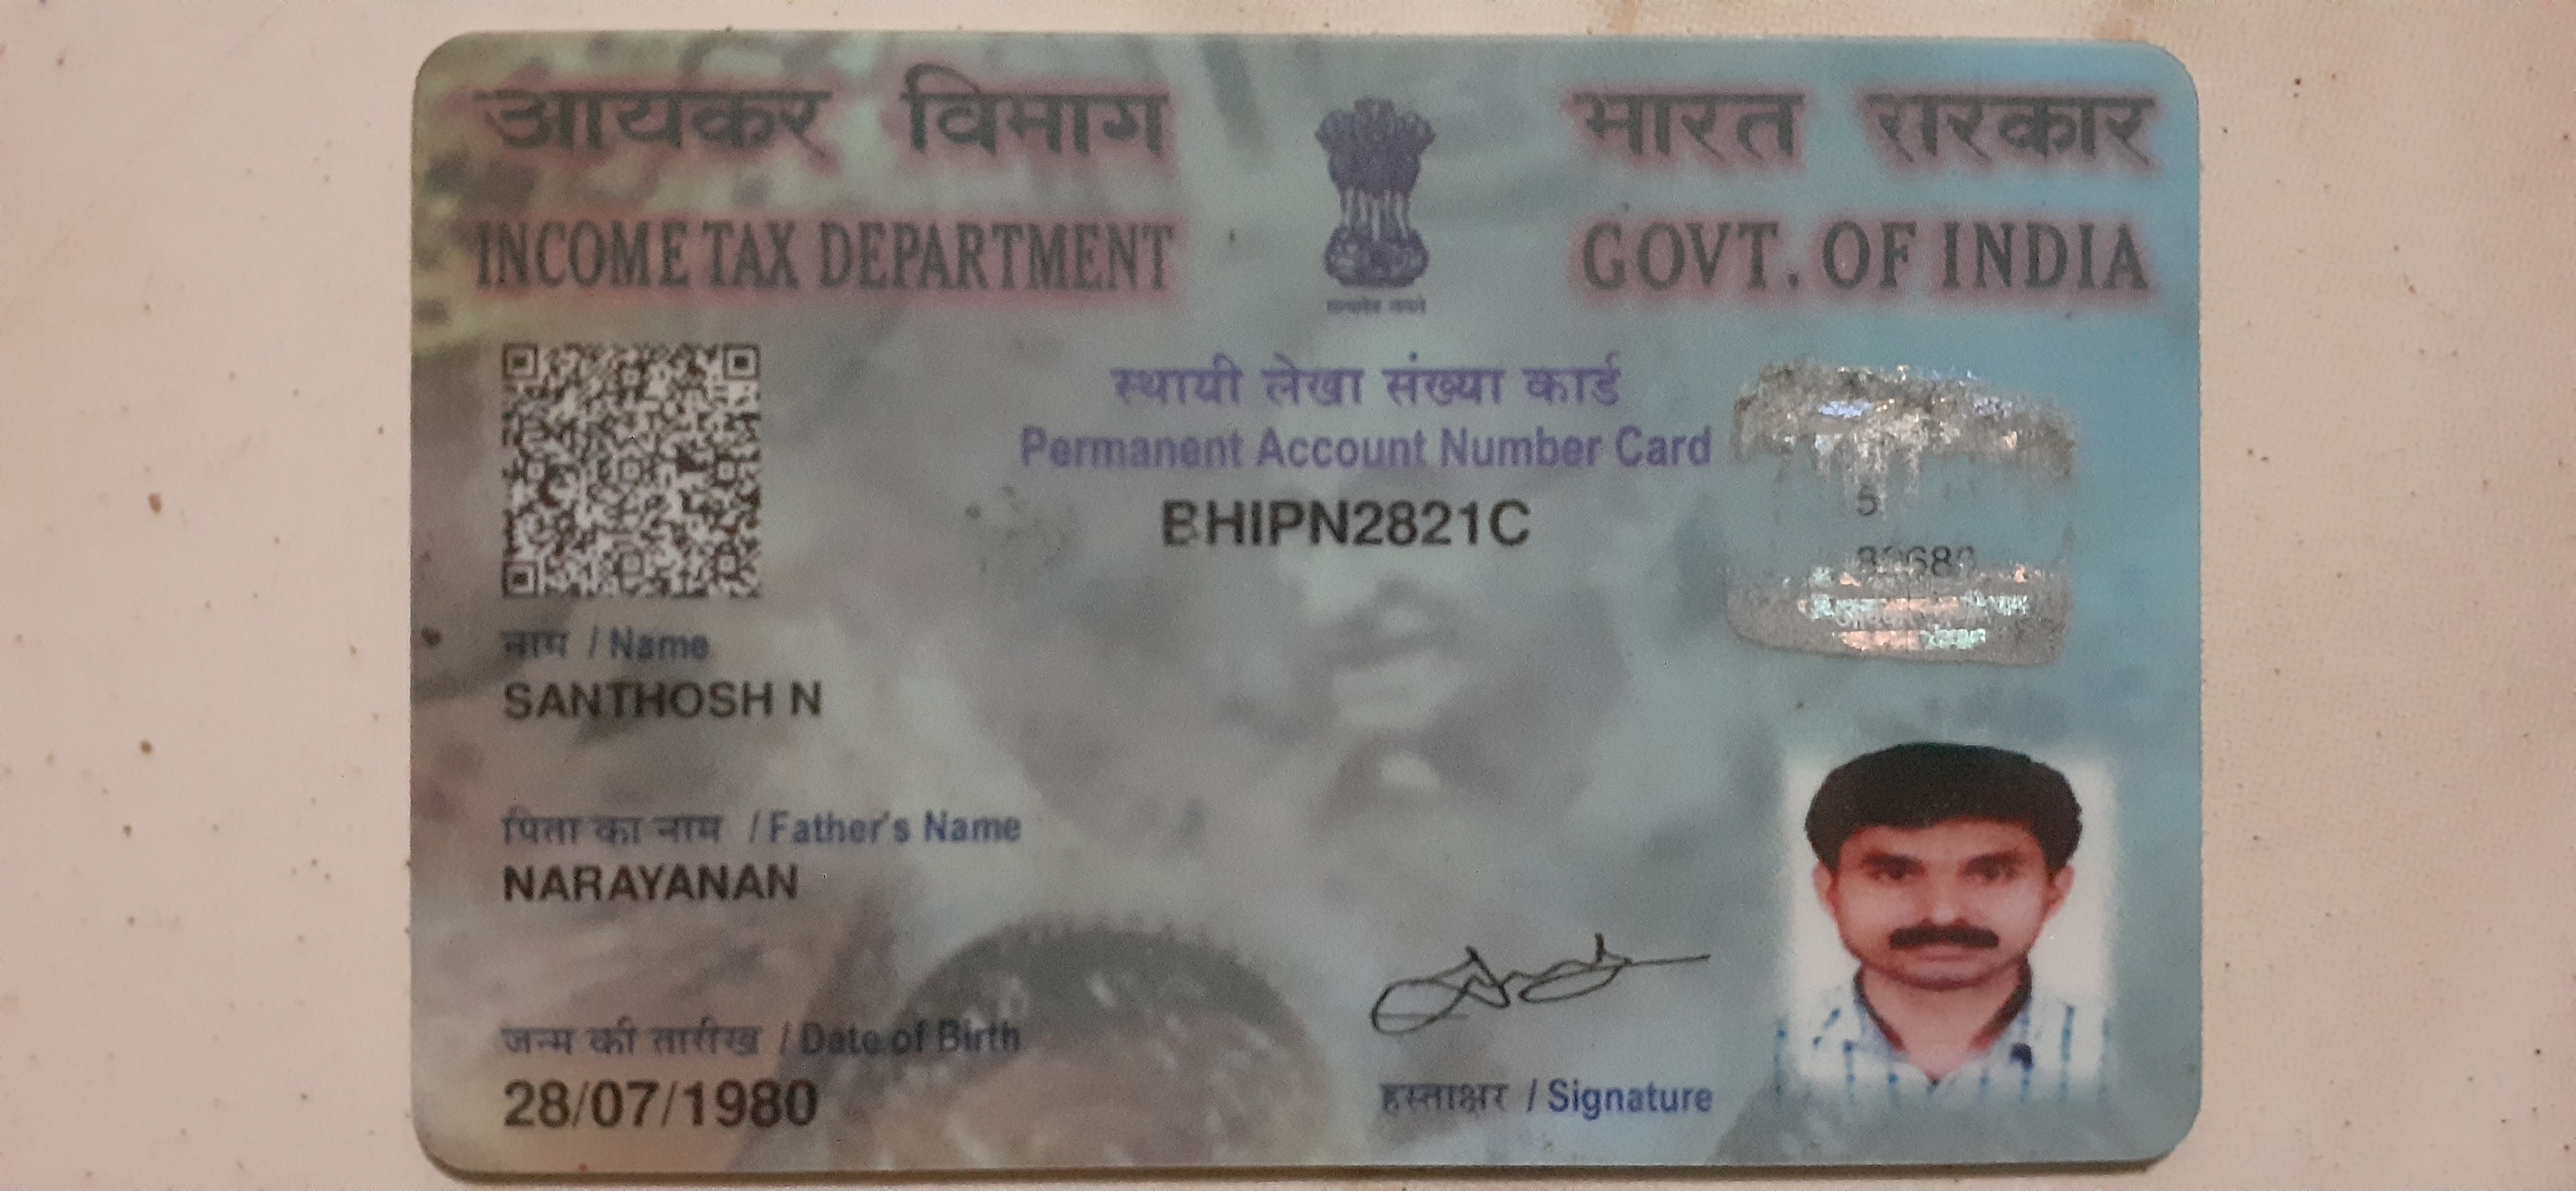 आयकर विभाग
INCOME TAX DEPARTMENT
भारत सरकार
GOVT. OF INDIA
स्थायी लेखा संख्या कार्ड
Permanent Account Number Card
BHIPN2821C
नाम / Name
SANTHOSH N
पिता का नाम / Father's Name
NARAYANAN
जन्म की तारीख / Date of Birth
28/07/1980
हस्ताक्षर / Signature